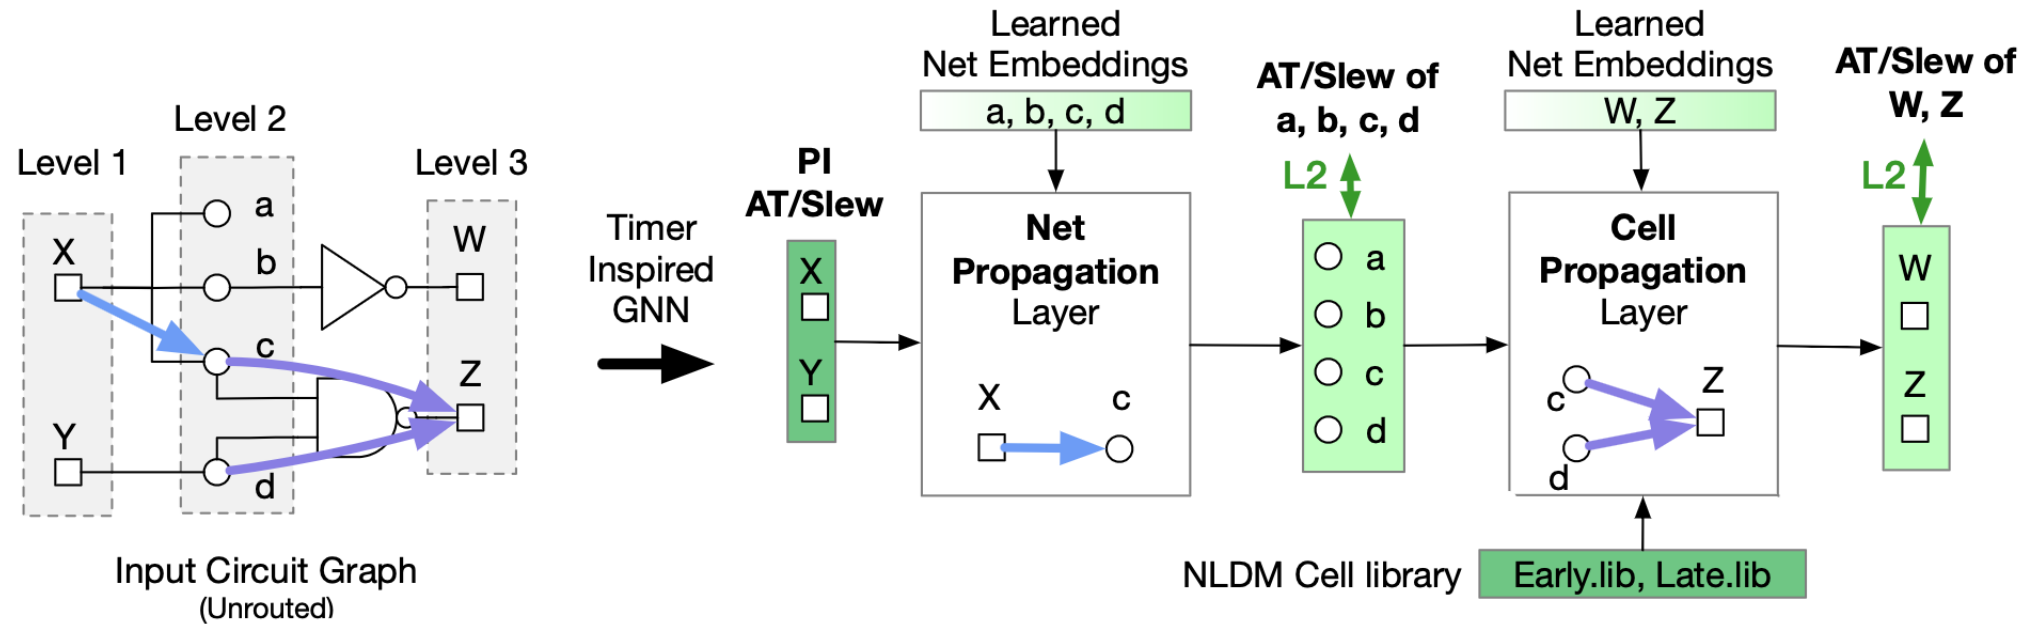 Level 1
Level 2
Level 3
X
Y
a
b
c
d
W
Z
Input Circuit Graph
(Unrouted)
Timer
Inspired
GNN
PI
AT/Slew
X
Y
Learned
Net Embeddings
a, b, c, d
Net
Propagation
Layer
X
c
AT/Slew of
a, b, c, d
L2
a
b
c
d
Learned
Net Embeddings
W, Z
Cell
Propagation
Layer
c
d
Z
NLDM Cell library
Early.lib, Late.lib
AT/Slew of
W, Z
L2
W
Z